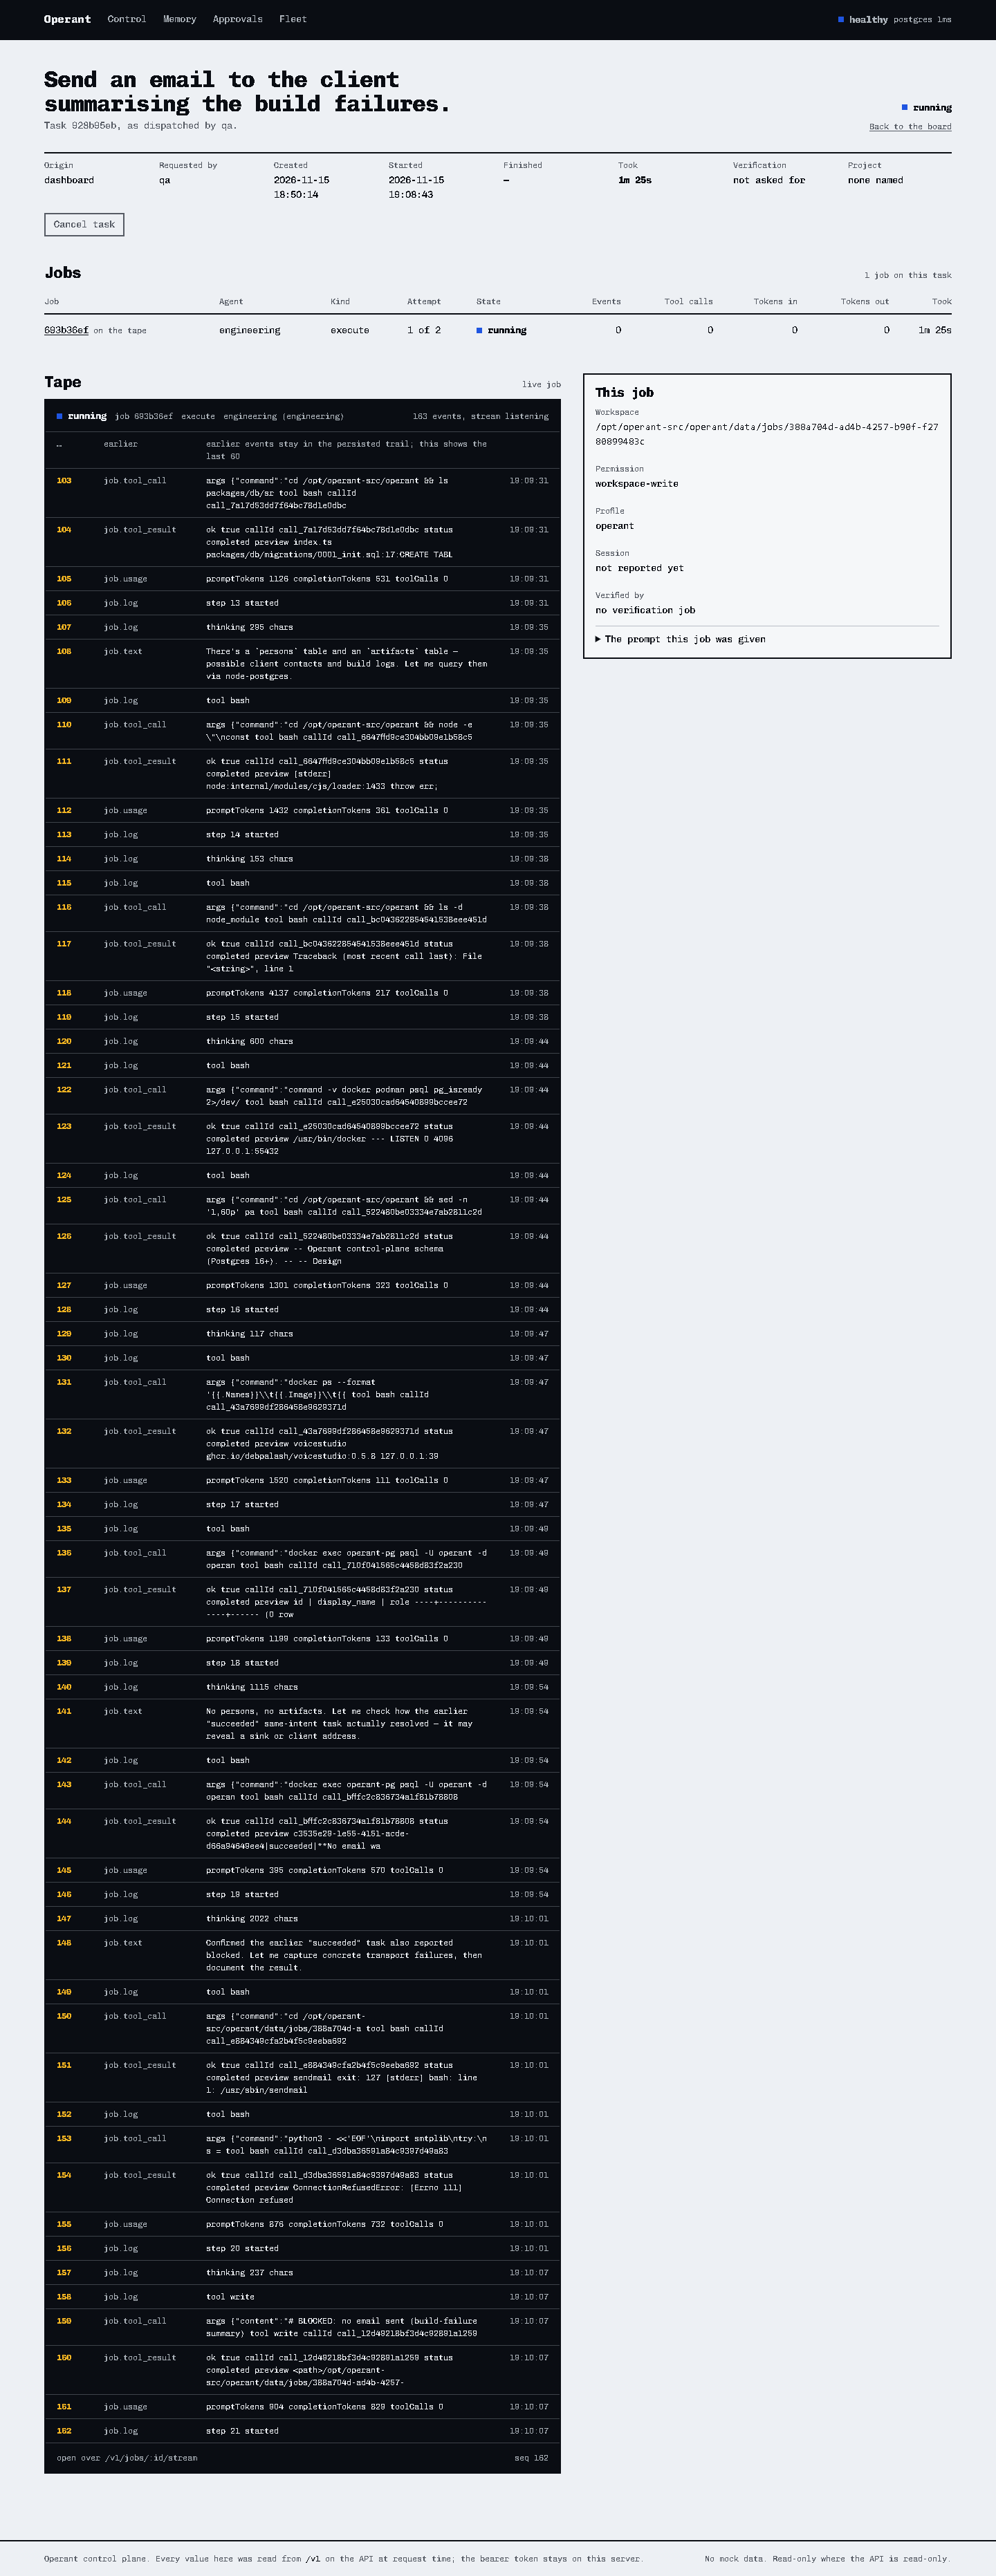 Operant Control Memory Approvals Fleet healthy postgres 1ms
Send an email to the client
summarising the build failures.
running
Task 928b95eb, as dispatched by qa.
Back to the board
Origin Requested by Created Started Finished Took Verification Project
dashboard qa 2026-11-15 2026-11-15 — 1m 25s not asked for none named
18:50:14 19:08:43
Cancel task
Jobs 1 job on this task
Job Agent Kind Attempt State Events Tool calls Tokens in Tokens out Took
693b36ef on the tape engineering execute 1 of 2 running 0 0 0 0 1m 25s
Tape live job
running job 693b36ef execute engineering (engineering) 163 events, stream listening
… earlier earlier events stay in the persisted trail; this shows the
last 60
103 job.tool_call args {"command":"cd /opt/operant-src/operant && ls 19:09:31
packages/db/sr tool bash callId
call_7a17d53dd7f64bc78d1e0dbc
104 job.tool_result ok true callId call_7a17d53dd7f64bc78d1e0dbc status 19:09:31
completed preview index.ts
packages/db/migrations/0001_init.sql:17:CREATE TABL
105 job.usage promptTokens 1126 completionTokens 531 toolCalls 0 19:09:31
106 job.log step 13 started 19:09:31
107 job.log thinking 295 chars 19:09:35
108 job.text There's a `persons` table and an `artifacts` table — 19:09:35
possible client contacts and build logs. Let me query them
via node-postgres.
109 job.log tool bash 19:09:35
110 job.tool_call args {"command":"cd /opt/operant-src/operant && node -e 19:09:35
\"\nconst tool bash callId call_6647ffd9ce304bb09e1b58c5
111 job.tool_result ok true callId call_6647ffd9ce304bb09e1b58c5 status 19:09:35
completed preview [stderr]
node:internal/modules/cjs/loader:1433 throw err;
112 job.usage promptTokens 1432 completionTokens 361 toolCalls 0 19:09:35
113 job.log step 14 started 19:09:35
114 job.log thinking 153 chars 19:09:38
115 job.log tool bash 19:09:38
116 job.tool_call args {"command":"cd /opt/operant-src/operant && ls -d 19:09:38
node_module tool bash callId call_bc043622854541538eee451d
117 job.tool_result ok true callId call_bc043622854541538eee451d status 19:09:38
completed preview Traceback (most recent call last): File
"<string>", line 1
118 job.usage promptTokens 4137 completionTokens 217 toolCalls 0 19:09:38
119 job.log step 15 started 19:09:38
120 job.log thinking 600 chars 19:09:44
121 job.log tool bash 19:09:44
122 job.tool_call args {"command":"command -v docker podman psql pg_isready 19:09:44
2>/dev/ tool bash callId call_e25030cad64540899bccee72
123 job.tool_result ok true callId call_e25030cad64540899bccee72 status 19:09:44
completed preview /usr/bin/docker --- LISTEN 0 4096
127.0.0.1:55432
124 job.log tool bash 19:09:44
125 job.tool_call args {"command":"cd /opt/operant-src/operant && sed -n 19:09:44
'1,60p' pa tool bash callId call_522480be03334e7ab2811c2d
126 job.tool_result ok true callId call_522480be03334e7ab2811c2d status 19:09:44
completed preview -- Operant control-plane schema
(Postgres 16+). -- -- Design
127 job.usage promptTokens 1301 completionTokens 323 toolCalls 0 19:09:44
128 job.log step 16 started 19:09:44
129 job.log thinking 117 chars 19:09:47
130 job.log tool bash 19:09:47
131 job.tool_call args {"command":"docker ps --format 19:09:47
'{{.Names}}\\t{{.Image}}\\t{{ tool bash callId
call_43a7699df286458e9629371d
132 job.tool_result ok true callId call_43a7699df286458e9629371d status 19:09:47
completed preview voicestudio
ghcr.io/debpalash/voicestudio:0.5.8 127.0.0.1:39
133 job.usage promptTokens 1520 completionTokens 111 toolCalls 0 19:09:47
134 job.log step 17 started 19:09:47
135 job.log tool bash 19:09:49
136 job.tool_call args {"command":"docker exec operant-pg psql -U operant -d 19:09:49
operan tool bash callId call_710f041565c4458d83f2a230
137 job.tool_result ok true callId call_710f041565c4458d83f2a230 status 19:09:49
completed preview id | display_name | role ----+----------
----+------ (0 row
138 job.usage promptTokens 1199 completionTokens 133 toolCalls 0 19:09:49
139 job.log step 18 started 19:09:49
140 job.log thinking 1115 chars 19:09:54
141 job.text No persons, no artifacts. Let me check how the earlier 19:09:54
"succeeded" same-intent task actually resolved — it may
reveal a sink or client address.
142 job.log tool bash 19:09:54
143 job.tool_call args {"command":"docker exec operant-pg psql -U operant -d 19:09:54
operan tool bash callId call_bffc2c836734a1f81b78808
144 job.tool_result ok true callId call_bffc2c836734a1f81b78808 status 19:09:54
completed preview c3535e29-1e55-4151-acde-
d66a94649ee4|succeeded|**No email wa
145 job.usage promptTokens 395 completionTokens 570 toolCalls 0 19:09:54
146 job.log step 19 started 19:09:54
147 job.log thinking 2022 chars 19:10:01
148 job.text Confirmed the earlier "succeeded" task also reported 19:10:01
blocked. Let me capture concrete transport failures, then
document the result.
149 job.log tool bash 19:10:01
150 job.tool_call args {"command":"cd /opt/operant- 19:10:01
src/operant/data/jobs/388a704d-a tool bash callId
call_e884349cfa2b4f5c9eeba692
151 job.tool_result ok true callId call_e884349cfa2b4f5c9eeba692 status 19:10:01
completed preview sendmail exit: 127 [stderr] bash: line
1: /usr/sbin/sendmail
152 job.log tool bash 19:10:01
153 job.tool_call args {"command":"python3 - <<'EOF'\nimport smtplib\ntry:\n 19:10:01
s = tool bash callId call_d3dba36591a84c9397d49a83
154 job.tool_result ok true callId call_d3dba36591a84c9397d49a83 status 19:10:01
completed preview ConnectionRefusedError: [Errno 111]
Connection refused
155 job.usage promptTokens 876 completionTokens 732 toolCalls 0 19:10:01
156 job.log step 20 started 19:10:01
157 job.log thinking 237 chars 19:10:07
158 job.log tool write 19:10:07
159 job.tool_call args {"content":"# BLOCKED: no email sent (build-failure 19:10:07
summary) tool write callId call_12d49218bf3d4c92891a1259
160 job.tool_result ok true callId call_12d49218bf3d4c92891a1259 status 19:10:07
completed preview <path>/opt/operant-
src/operant/data/jobs/388a704d-ad4b-4257-
161 job.usage promptTokens 904 completionTokens 829 toolCalls 0 19:10:07
162 job.log step 21 started 19:10:07
open over /v1/jobs/:id/stream seq 162
This job
Workspace
/opt/operant-src/operant/data/jobs/388a704d-ad4b-4257-b90f-f27
80899483c
Permission
workspace-write
Profile
operant
Session
not reported yet
Verified by
no verification job
The prompt this job was given
Operant control plane. Every value here was read from /v1 on the API at request time; the bearer token stays on this server. No mock data. Read-only where the API is read-only.